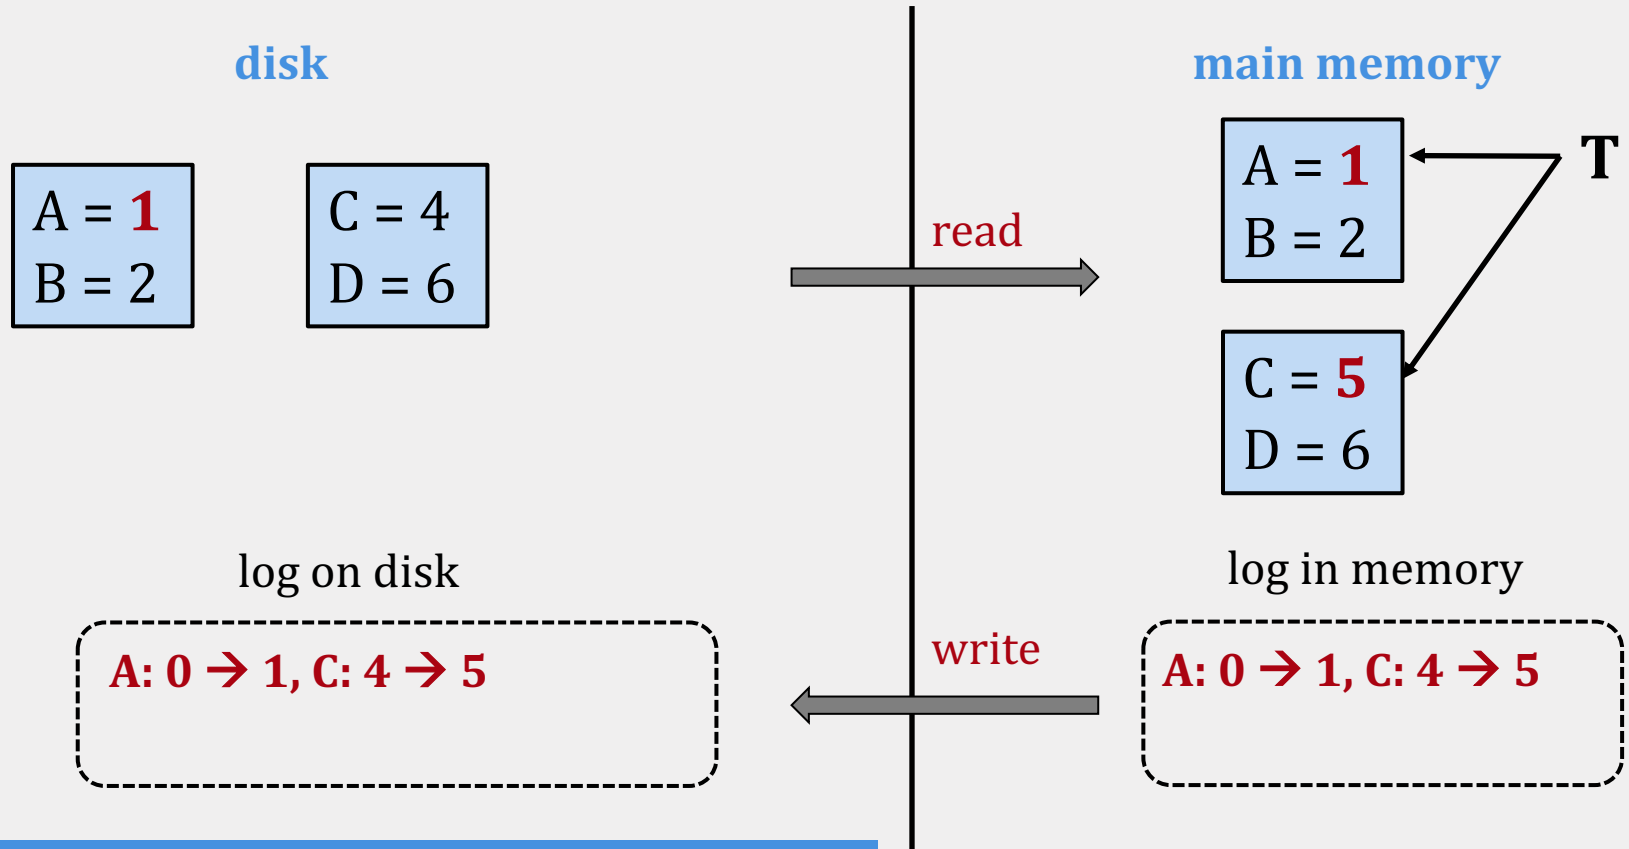 disk
A = 1
B = 2
C = 4
D = 6
log on disk
A: 0 → 1, C: 4 → 5
read
write
main memory
A = 1
B = 2
T
C = 5
D = 6
log in memory
A: 0 → 1, C: 4 → 5